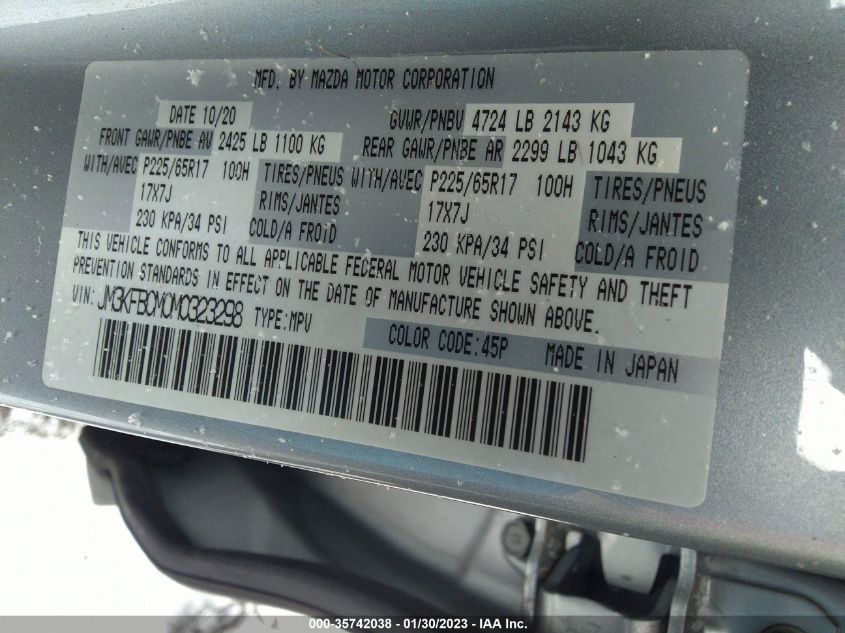 MFD. BY MAZDA MOTOR CORPORATION
DATE 10/20 GVWR/PNBV 4724 LB 2143 KG
FRONT GAWR/PNBE AV 2425 LB 1100 KG REAR GAWR/PNBE AR 2299 LB 1043 KG
WITH/AVEC P225/65R17 100H TIRES/PNEUS WITH/AVEC P225/65R17 100H TIRES/PNEUS
17X7J RIMS/JANTES 17X7J RIMS/JANTES
230 KPA/34 PSI COLD/A FROID 230 KPA/34 PSI COLD/A FROID
THIS VEHICLE CONFORMS TO ALL APPLICABLE FEDERAL MOTOR VEHICLE SAFETY AND THEFT
PREVENTION STANDARDS IN EFFECT ON THE DATE OF MANUFACTURE SHOWN ABOVE.
VIN: JM3KFBCM0M0323298 TYPE:MPV
COLOR CODE:45P MADE IN JAPAN
000-35742038 - 01/30/2023 - IAA Inc.